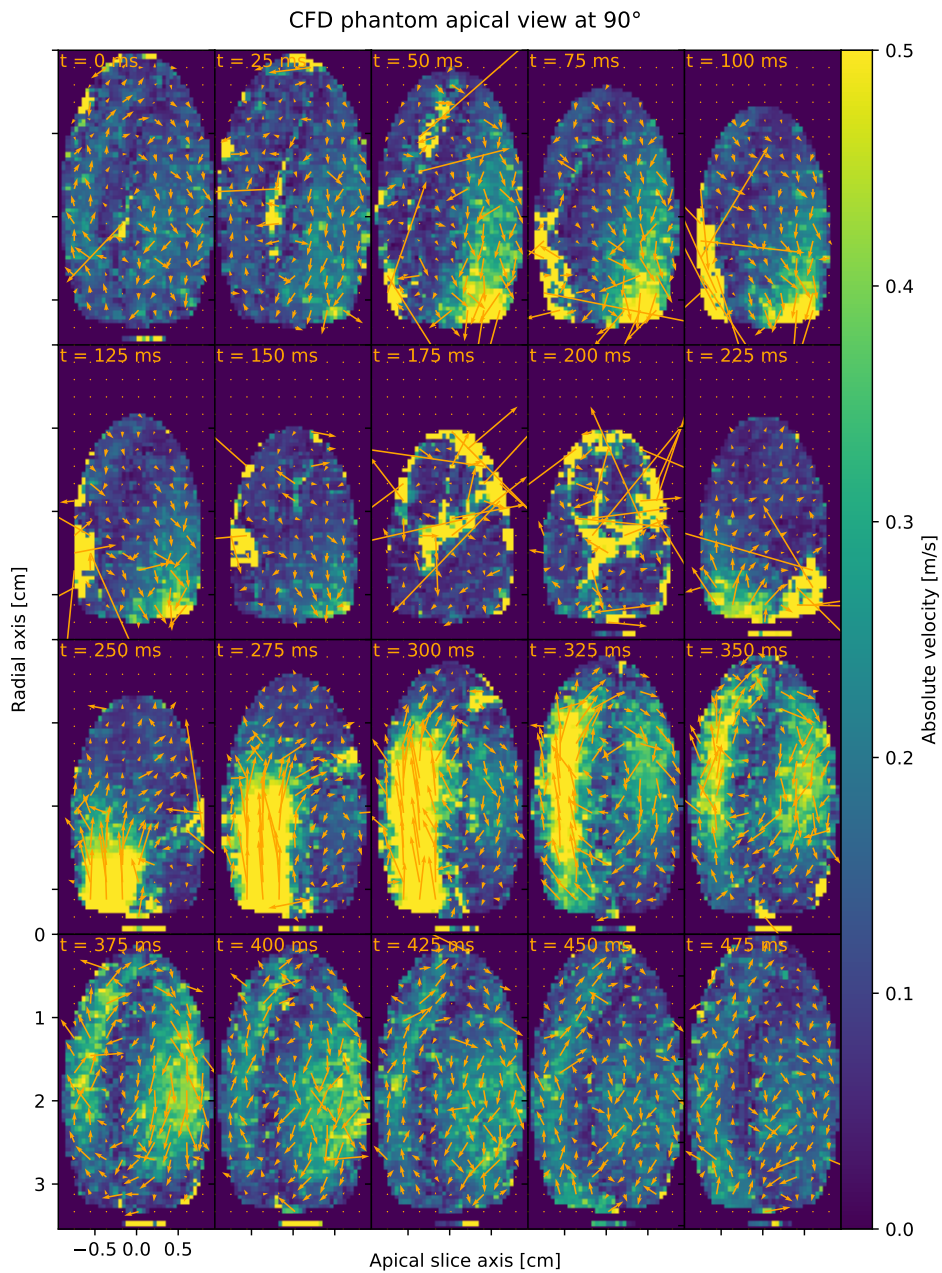 CFD phantom apical view at 90°
t = 0 ms
t = 25 ms
t = 50 ms
t = 75 ms
t = 100 ms
t = 125 ms
t = 150 ms
t = 175 ms
t = 200 ms
t = 225 ms
t = 250 ms
t = 275 ms
t = 300 ms
t = 325 ms
t = 350 ms
t = 375 ms
t = 400 ms
t = 425 ms
t = 450 ms
t = 475 ms
Radial axis [cm]
0
1
2
3
−0.5 0.0 0.5
Apical slice axis [cm]
0.5
0.4
0.3
0.2
0.1
0.0
Absolute velocity [m/s]